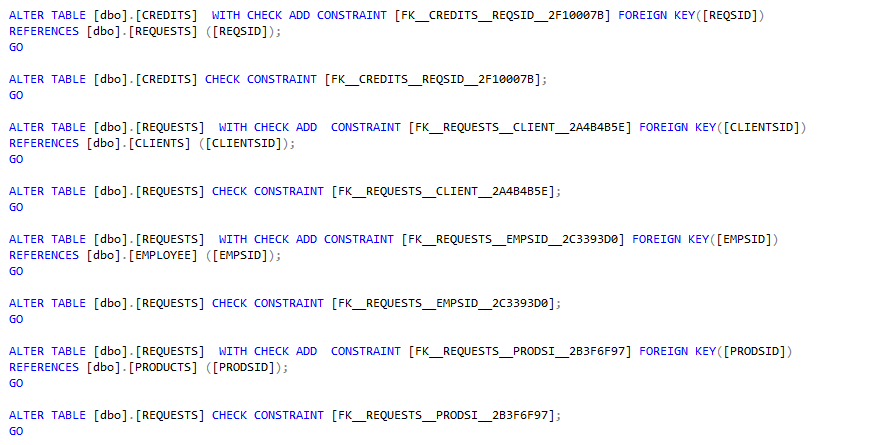 ALTER TABLE [dbo].[CREDITS]  WITH CHECK ADD CONSTRAINT [FK__CREDITS__REQSID__2F10007B] FOREIGN KEY([REQSID])
REFERENCES [dbo].[REQUESTS] ([REQSID]);
GO
ALTER TABLE [dbo].[CREDITS] CHECK CONSTRAINT [FK__CREDITS__REQSID__2F10007B];
GO
ALTER TABLE [dbo].[REQUESTS]  WITH CHECK ADD  CONSTRAINT [FK__REQUESTS__CLIENT__2A4B4B5E] FOREIGN KEY([CLIENTSID])
REFERENCES [dbo].[CLIENTS] ([CLIENTSID]);
GO
ALTER TABLE [dbo].[REQUESTS] CHECK CONSTRAINT [FK__REQUESTS__CLIENT__2A4B4B5E];
GO
ALTER TABLE [dbo].[REQUESTS]  WITH CHECK ADD CONSTRAINT [FK__REQUESTS__EMPSID__2C3393D0] FOREIGN KEY([EMPSID])
REFERENCES [dbo].[EMPLOYEE] ([EMPSID]);
GO
ALTER TABLE [dbo].[REQUESTS] CHECK CONSTRAINT [FK__REQUESTS__EMPSID__2C3393D0];
GO
ALTER TABLE [dbo].[REQUESTS]  WITH CHECK ADD  CONSTRAINT [FK__REQUESTS__PRODSI__2B3F6F97] FOREIGN KEY([PRODSID])
REFERENCES [dbo].[PRODUCTS] ([PRODSID]);
GO
ALTER TABLE [dbo].[REQUESTS] CHECK CONSTRAINT [FK__REQUESTS__PRODSI__2B3F6F97];
GO